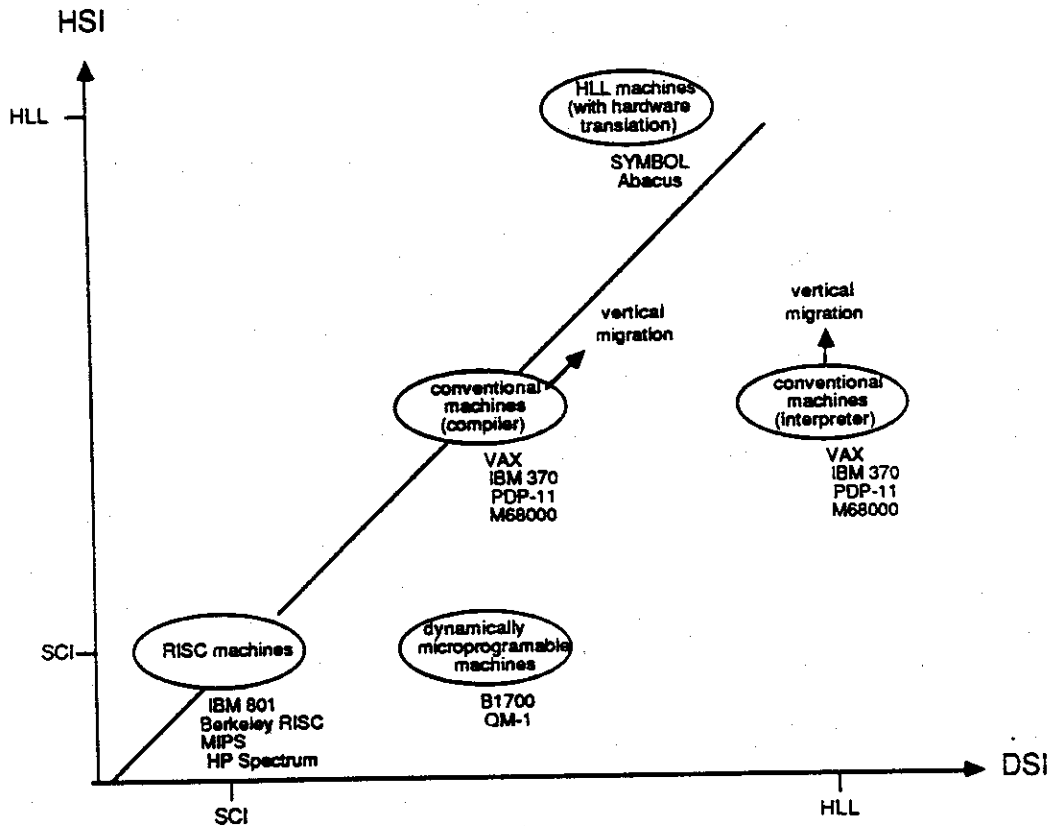 HSI
HLL
HLL machines
(with hardware
translation)
SYMBOL
Abacus
vertical
migration
vertical
migration
conventional
machines
(compiler)
VAX
IBM 370
PDP-11
M68000
conventional
machines
(interpreter)
VAX
IBM 370
PDP-11
M68000
SCI
RISC machines
IBM 801
Berkeley RISC
MIPS
HP Spectrum
dynamically
microprogramable
machines
B1700
QM-1
DSI
SCI
HLL